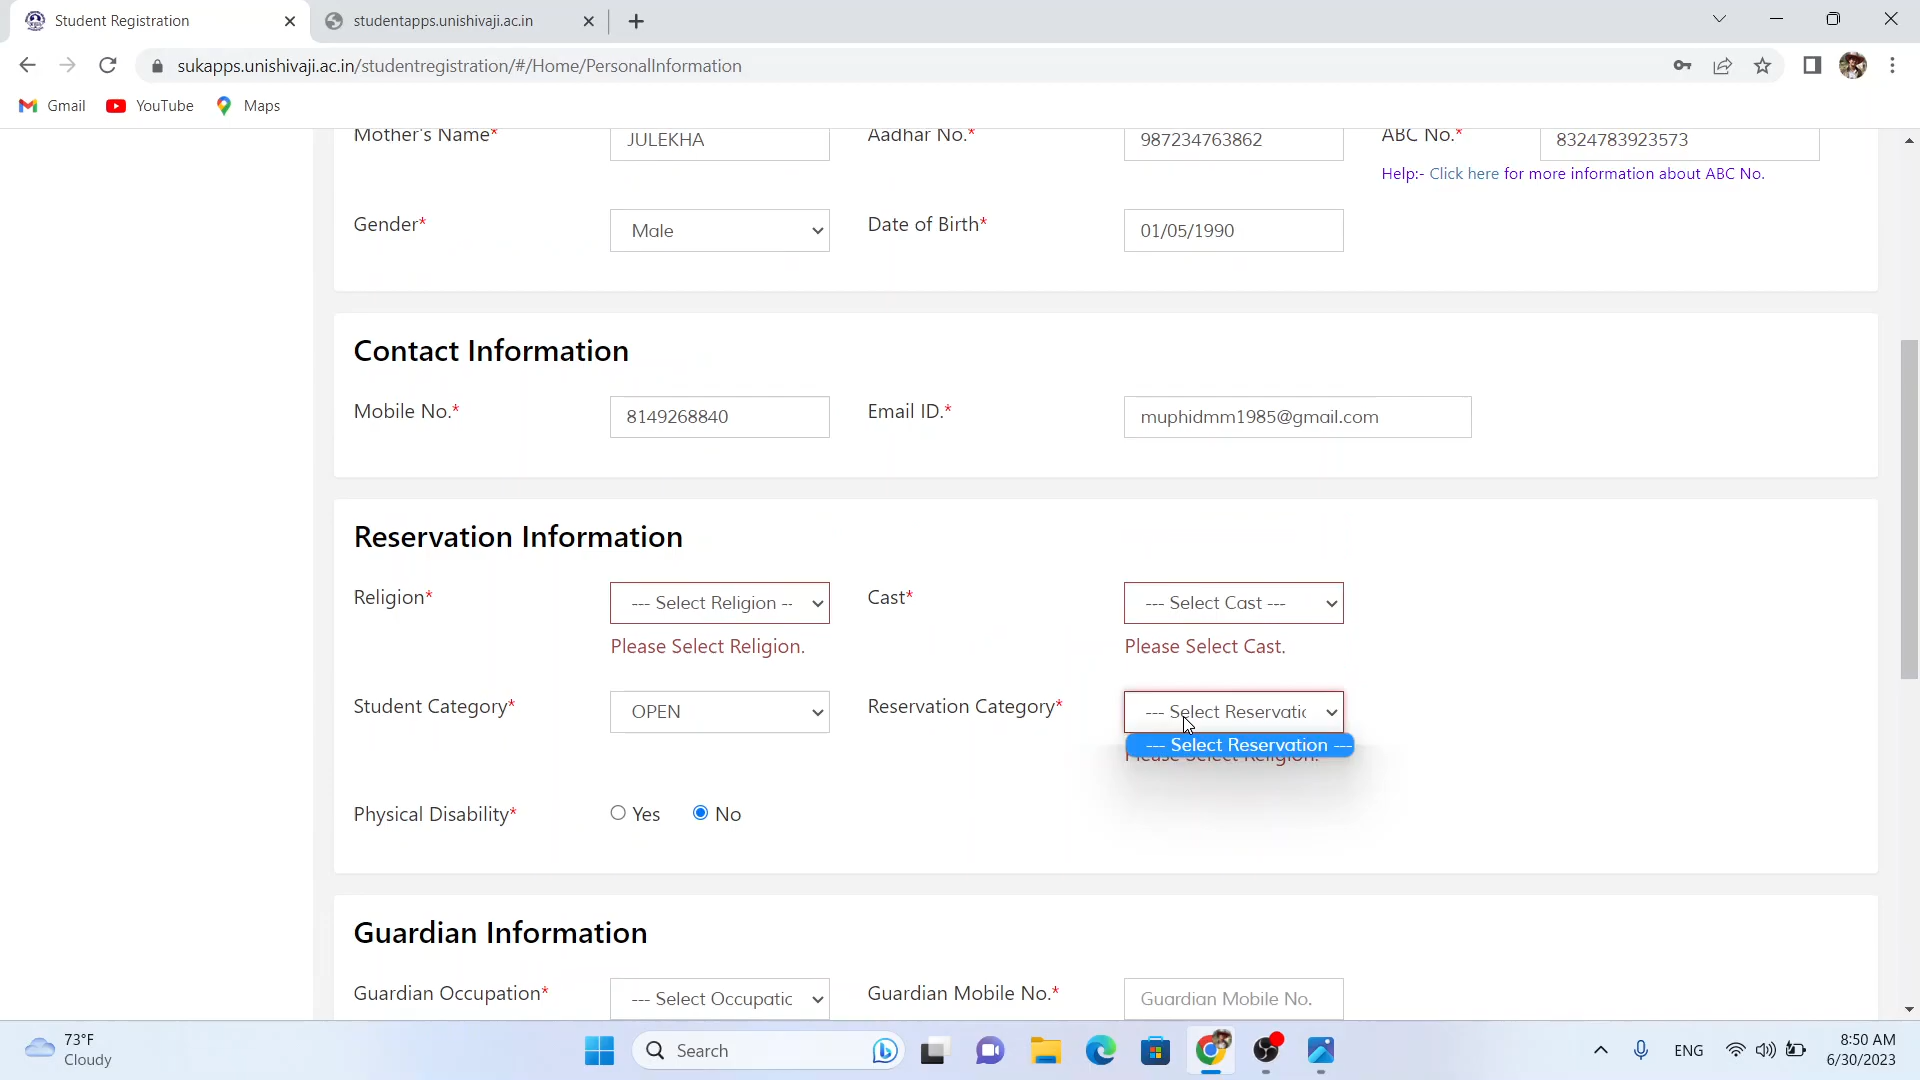 Student Registration
studentapps.unishivaji.ac.in
sukapps.unishivaji.ac.in/studentregistration/#/Home/PersonalInformation
Gmail YouTube Maps
Mother's Name* JULEKHA Aadhar No.* 987234763862 ABC No.* 8324783923573
Help:- Click here for more information about ABC No.
Gender* Male Date of Birth* 01/05/1990
Contact Information
Mobile No.* 8149268840 Email ID.* muphidmm1985@gmail.com
Reservation Information
Religion* --- Select Religion -- Cast* --- Select Cast ---
Please Select Religion. Please Select Cast.
Student Category* OPEN Reservation Category* --- Select Reservatic
--- Select Reservation ---
Please Select Religion.
Physical Disability* Yes No
Guardian Information
Guardian Occupation* --- Select Occupatic Guardian Mobile No.* Guardian Mobile No.
73°F
Cloudy
Search
ENG
8:50 AM
6/30/2023